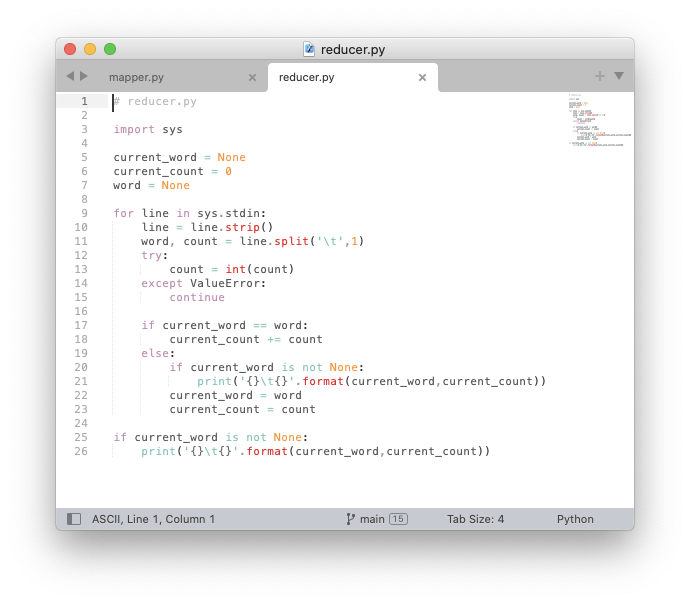 reducer.py
mapper.py
reducer.py
1 # reducer.py
2
3 import sys
4
5 current_word = None
6 current_count = 0
7 word = None
8
9 for line in sys.stdin:
10     line = line.strip()
11     word, count = line.split('\t',1)
12     try:
13         count = int(count)
14     except ValueError:
15         continue
16
17     if current_word == word:
18         current_count += count
19     else:
20         if current_word is not None:
21             print('{}\t{}'.format(current_word,current_count))
22         current_word = word
23         current_count = count
24
25 if current_word is not None:
26     print('{}\t{}'.format(current_word,current_count))
ASCII, Line 1, Column 1
main 15
Tab Size: 4
Python